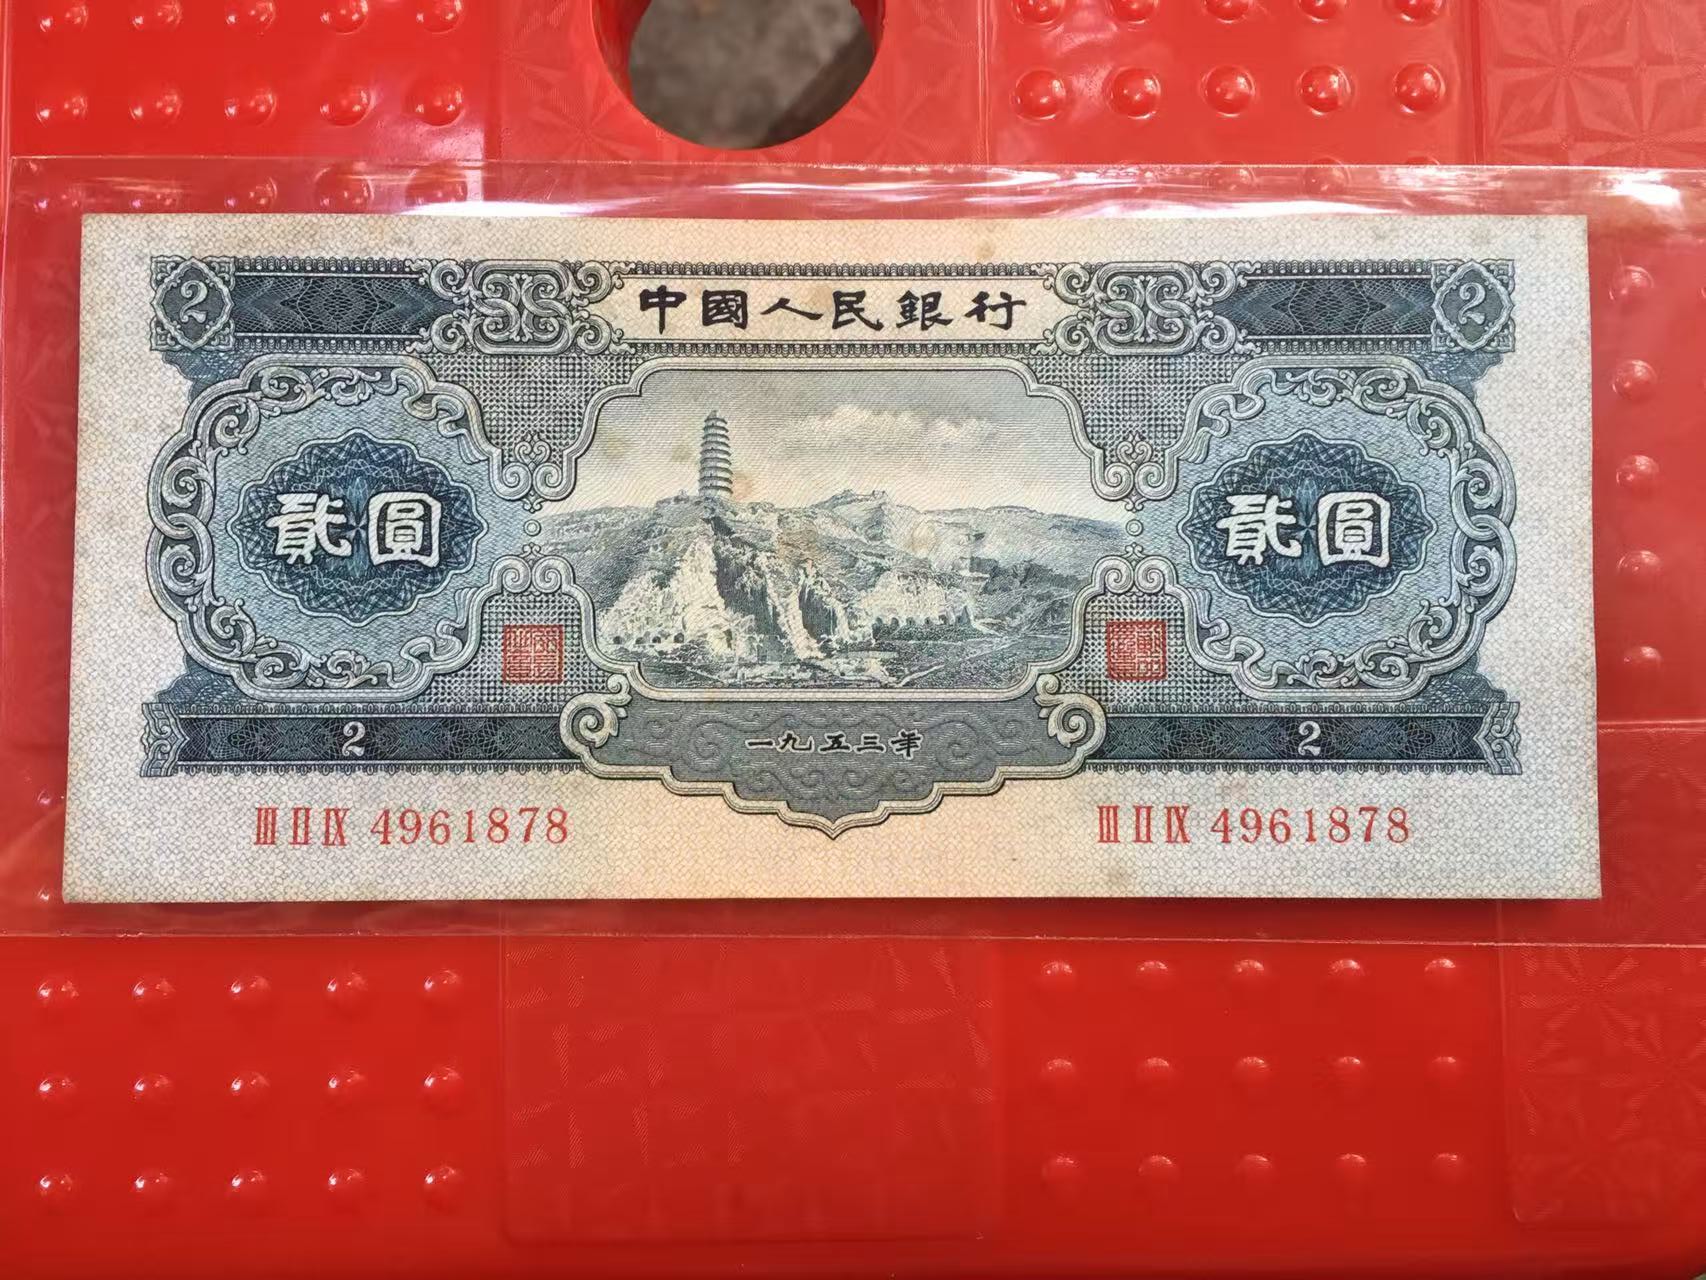 2 中國人民銀行 2
貳圓 貳圓
2 一九五三年 2
III II IX 4961878 III II IX 4961878